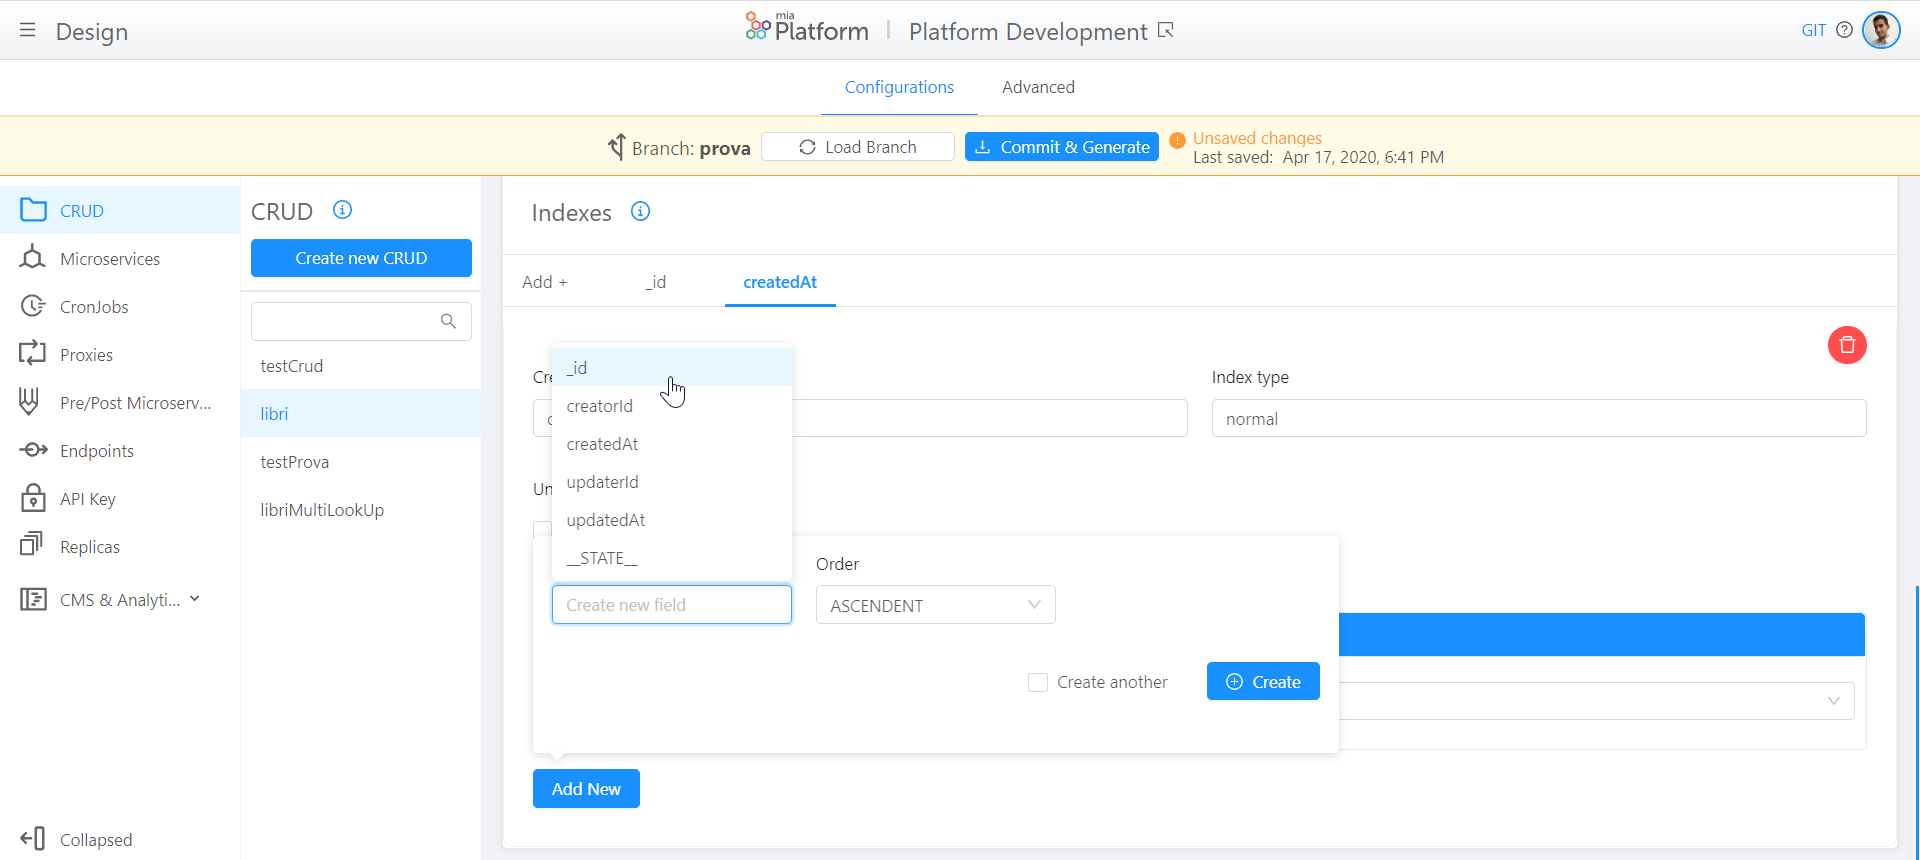 Design
mia
Platform
Platform Development
GIT
Configurations
Advanced
Branch: prova
Load Branch
Commit & Generate
Unsaved changes
Last saved: Apr 17, 2020, 6:41 PM
CRUD
Microservices
CronJobs
Proxies
Pre/Post Microserv...
Endpoints
API Key
Replicas
CMS & Analyti...
Collapsed
CRUD
Create new CRUD
testCrud
libri
testProva
libriMultiLookUp
Indexes
Add +
_id
createdAt
Index type
normal
_id
creatorId
createdAt
updaterId
updatedAt
__STATE__
Create new field
Order
ASCENDENT
Create another
Create
Add New